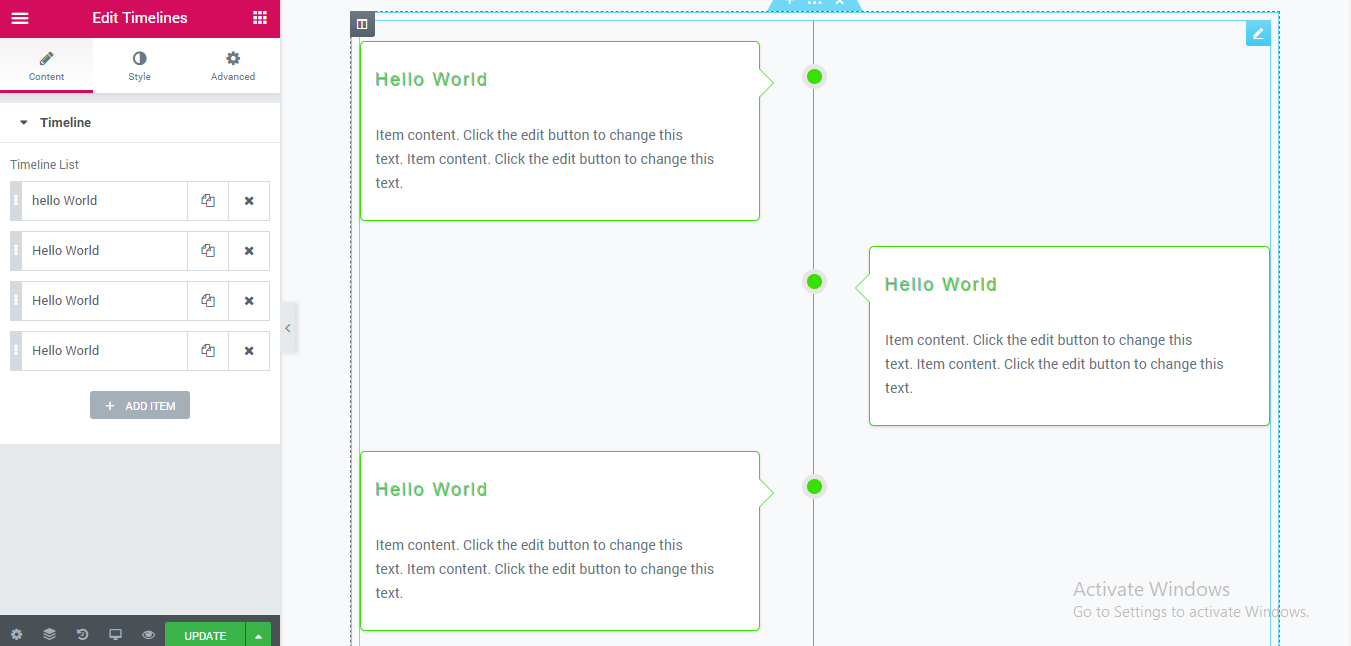 Edit Timelines
Content
Style
Advanced
Timeline
Timeline List
hello World
Hello World
Hello World
Hello World
ADD ITEM
UPDATE
Hello World
Item content. Click the edit button to change this
text. Item content. Click the edit button to change this
text.
Hello World
Item content. Click the edit button to change this
text. Item content. Click the edit button to change this
text.
Hello World
Item content. Click the edit button to change this
text. Item content. Click the edit button to change this
text.
Activate Windows
Go to Settings to activate Windows.